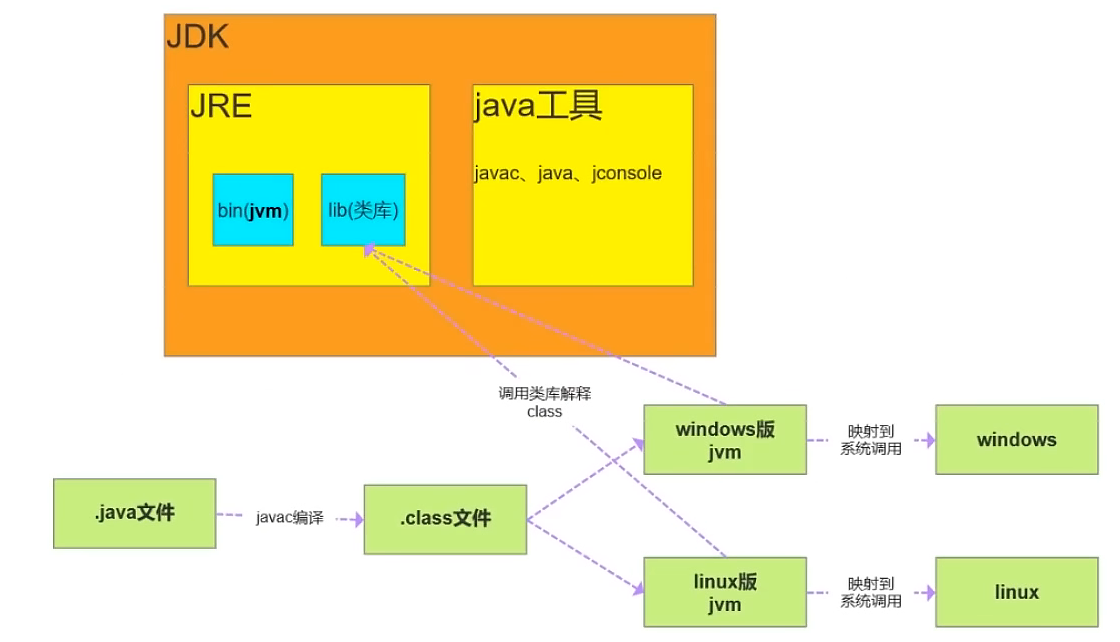 JDK
JRE
java工具
javac、java、jconsole
bin(jvm)
lib(类库)
调用类库解释
class
windows版
jvm
映射到
系统调用
windows
.java文件
javac编译
.class文件
linux版
jvm
映射到
系统调用
linux